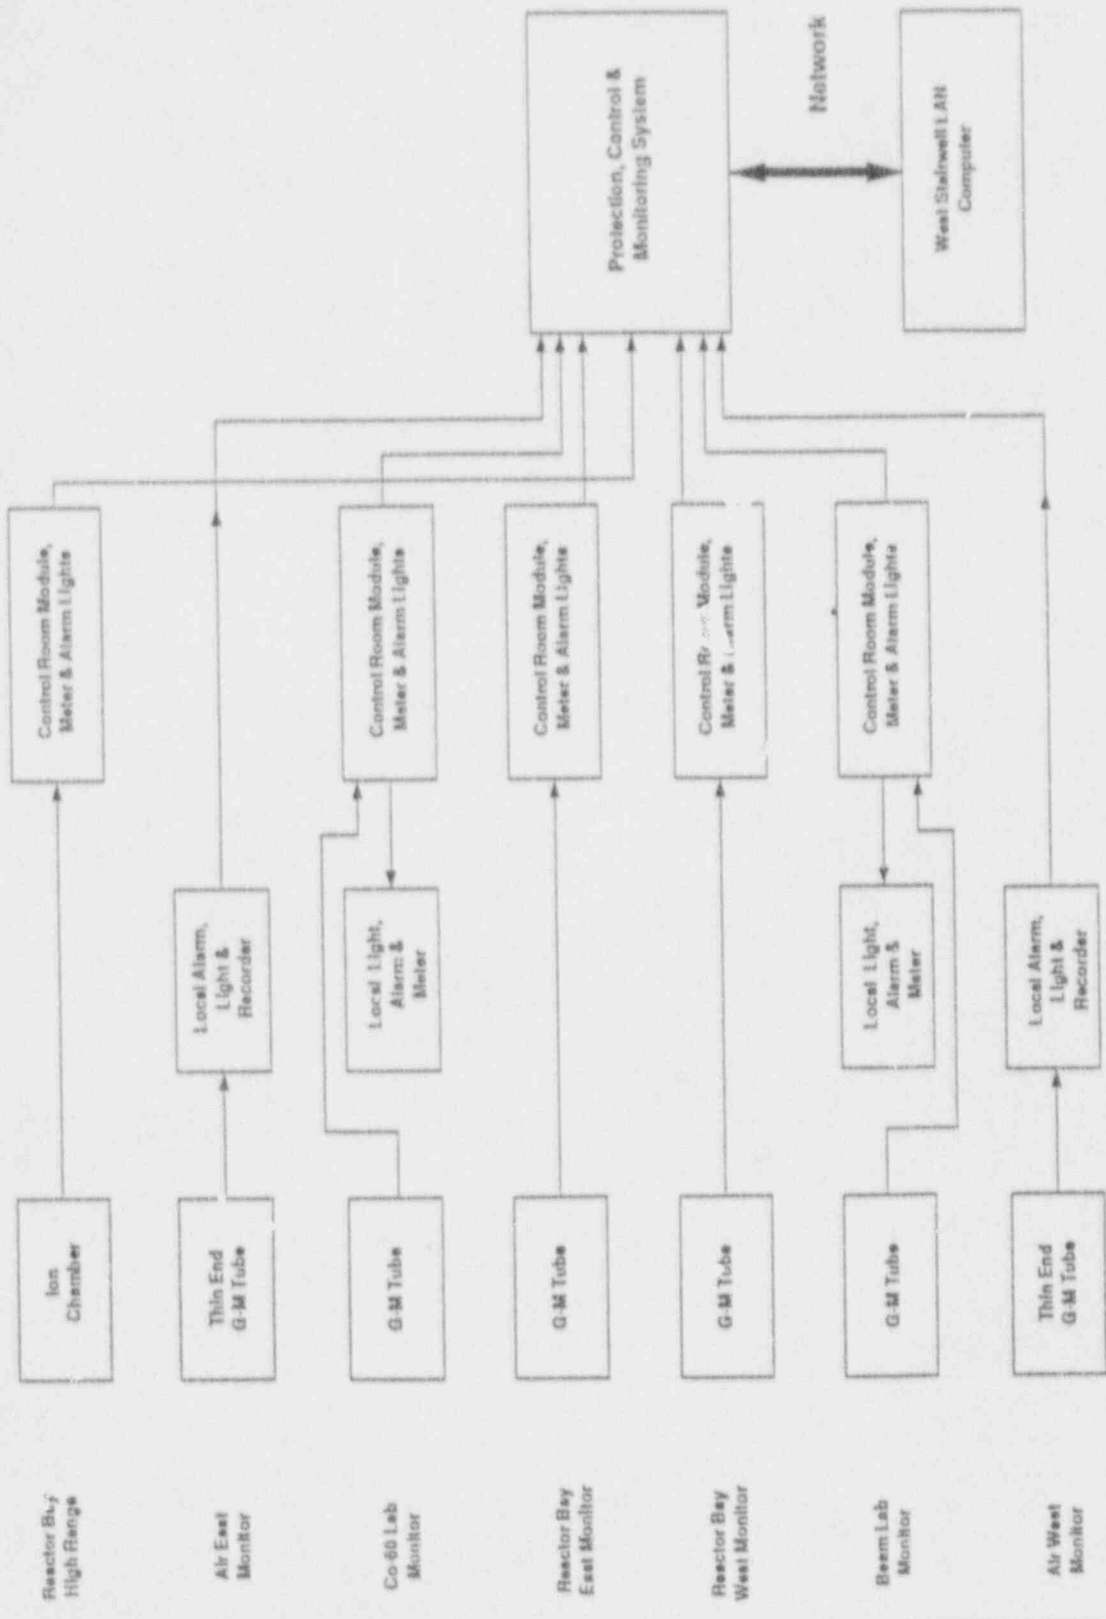 Reactor Bay
High Range
Ion
Chamber
Control Room Module,
Meter & Alarm Lights
Air East
Monitor
Thin End
G-M Tube
Local Alarm,
Light &
Recorder
Co-60 Lab
Monitor
G-M Tube
Local Light,
Alarm &
Meter
Control Room Module,
Meter & Alarm Lights
Reactor Bay
East Monitor
G-M Tube
Control Room Module,
Meter & Alarm Lights
Reactor Bay
West Monitor
G-M Tube
Control Module,
Meter & Lights
Beam Lab
Monitor
G-M Tube
Local Light,
Alarm &
Meter
Control Room Module,
Meter & Alarm Lights
Air West
Monitor
Thin End
G-M Tube
Local Alarm,
Light &
Recorder
Protection, Control &
Monitoring System
Network
West Stairwell LAN
Computer